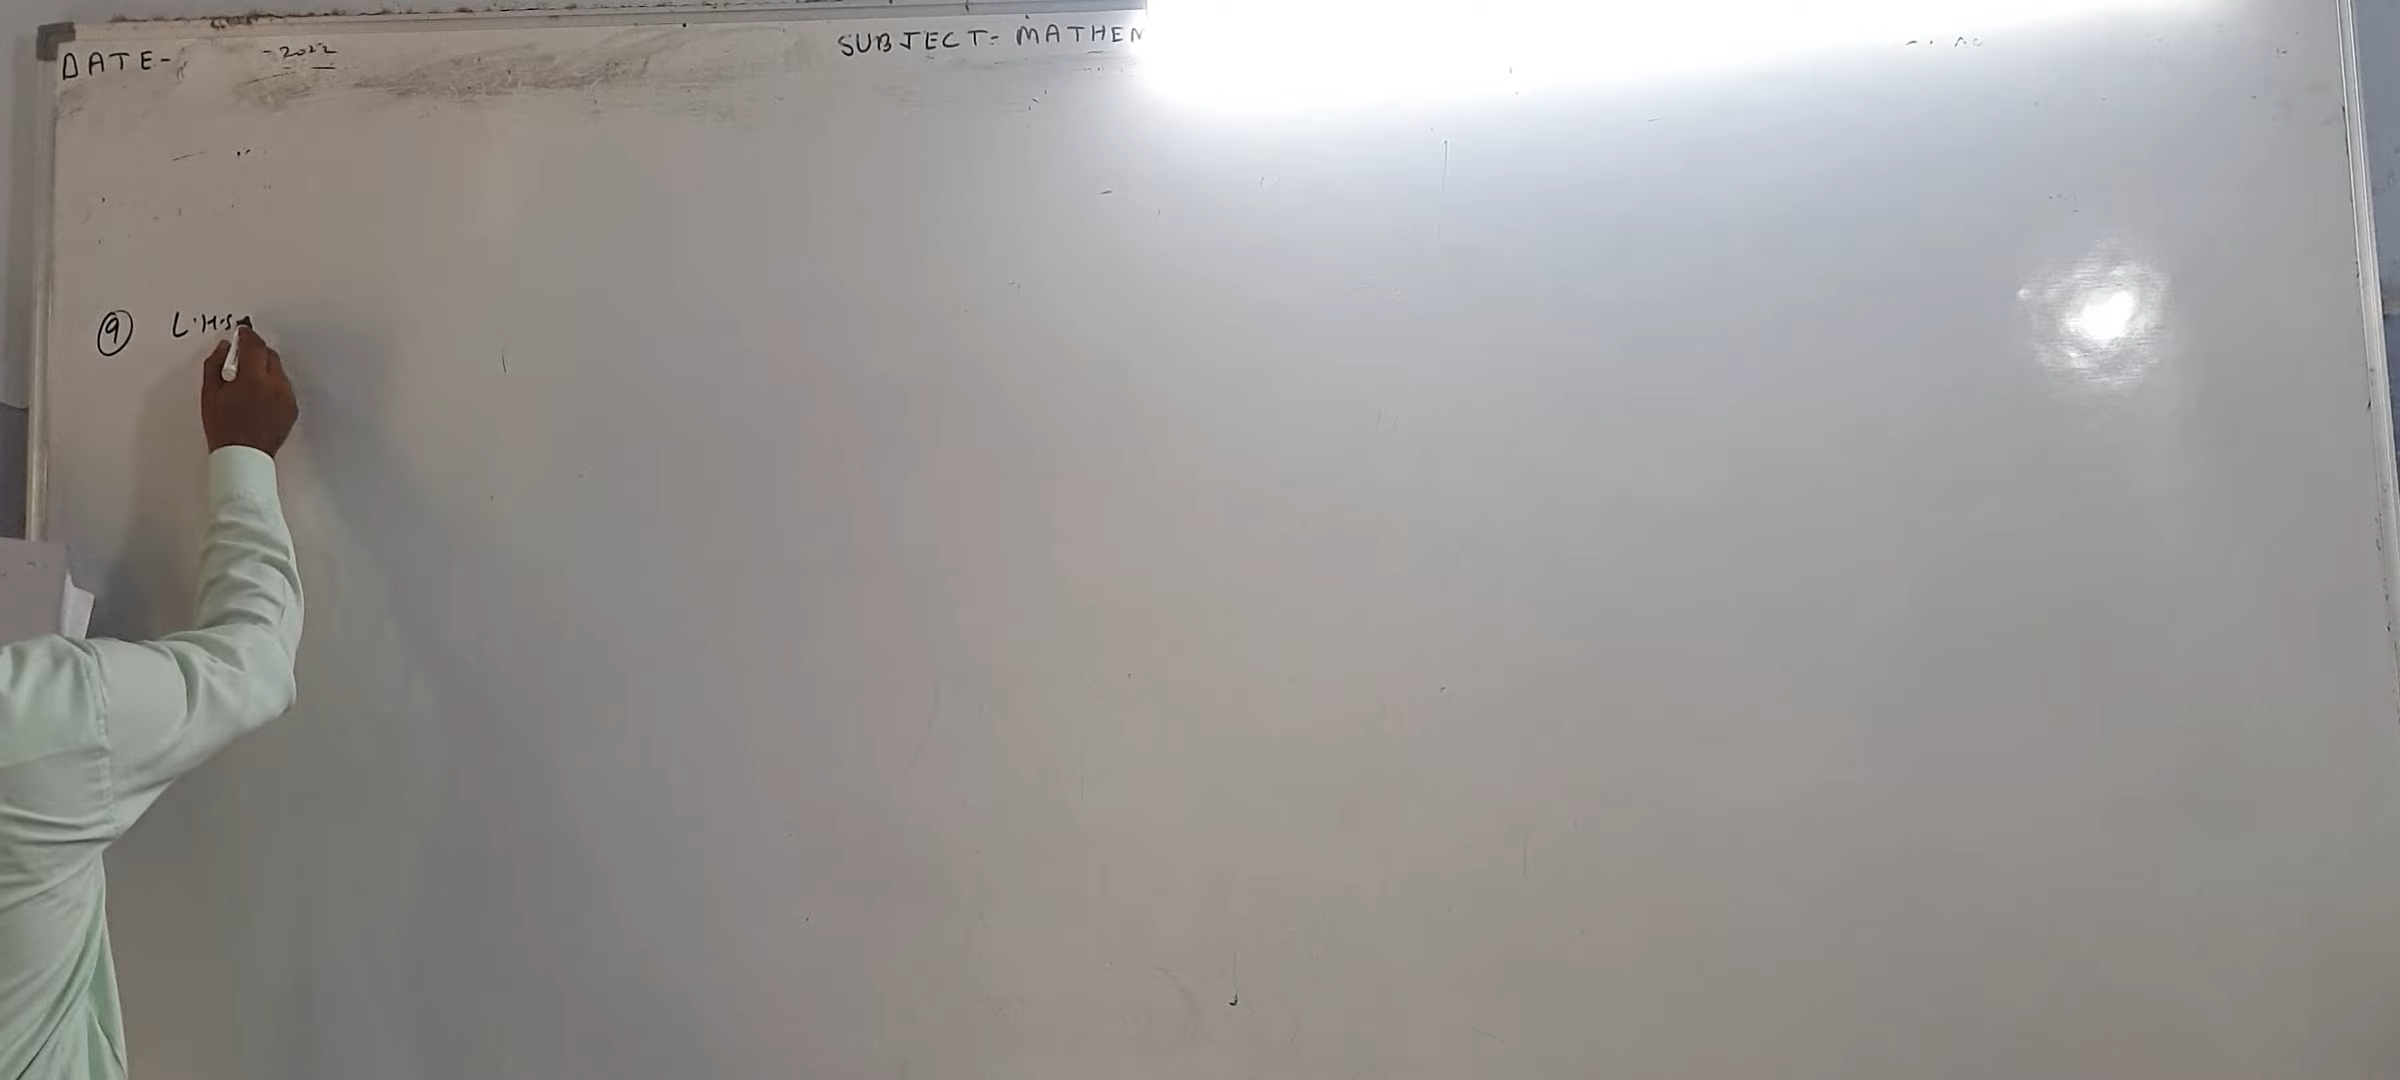 DATE- -2022
SUBJECT= MATHEM
⑨ L.H.S